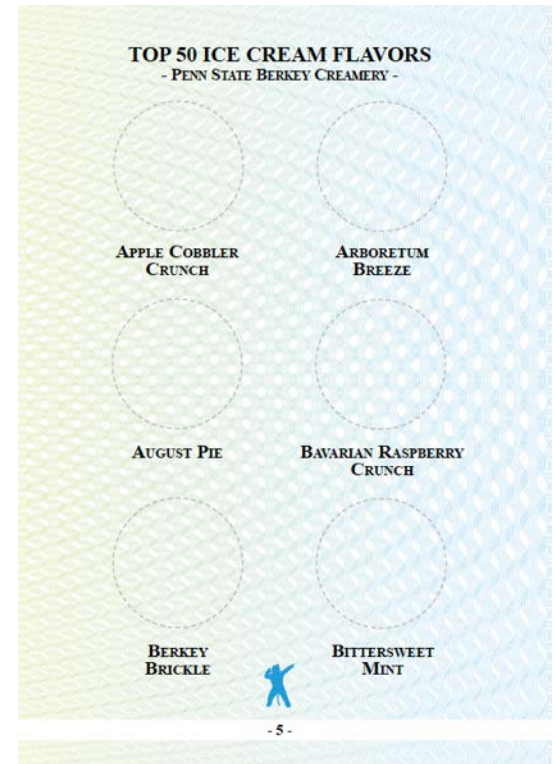 TOP 50 ICE CREAM FLAVORS
- PENN STATE BERKEY CREAMERY -
APPLE COBBLER
CRUNCH
ARBORETUM
BREEZE
AUGUST PIE
BAVARIAN RASPBERRY
CRUNCH
BERKEY
BRICKLE
BITTERSWEET
MINT
- 5 -